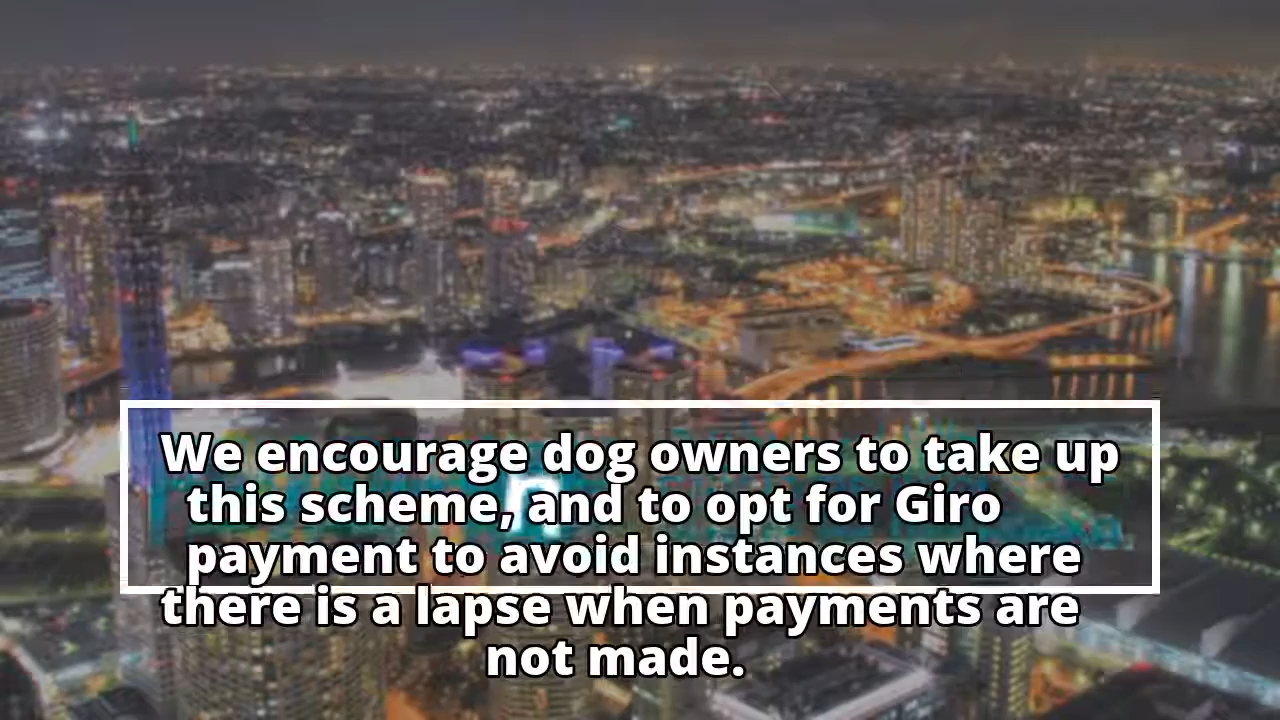 We encourage dog owners to take up
this scheme, and to opt for Giro
payment to avoid instances where
there is a lapse when payments are
not made.